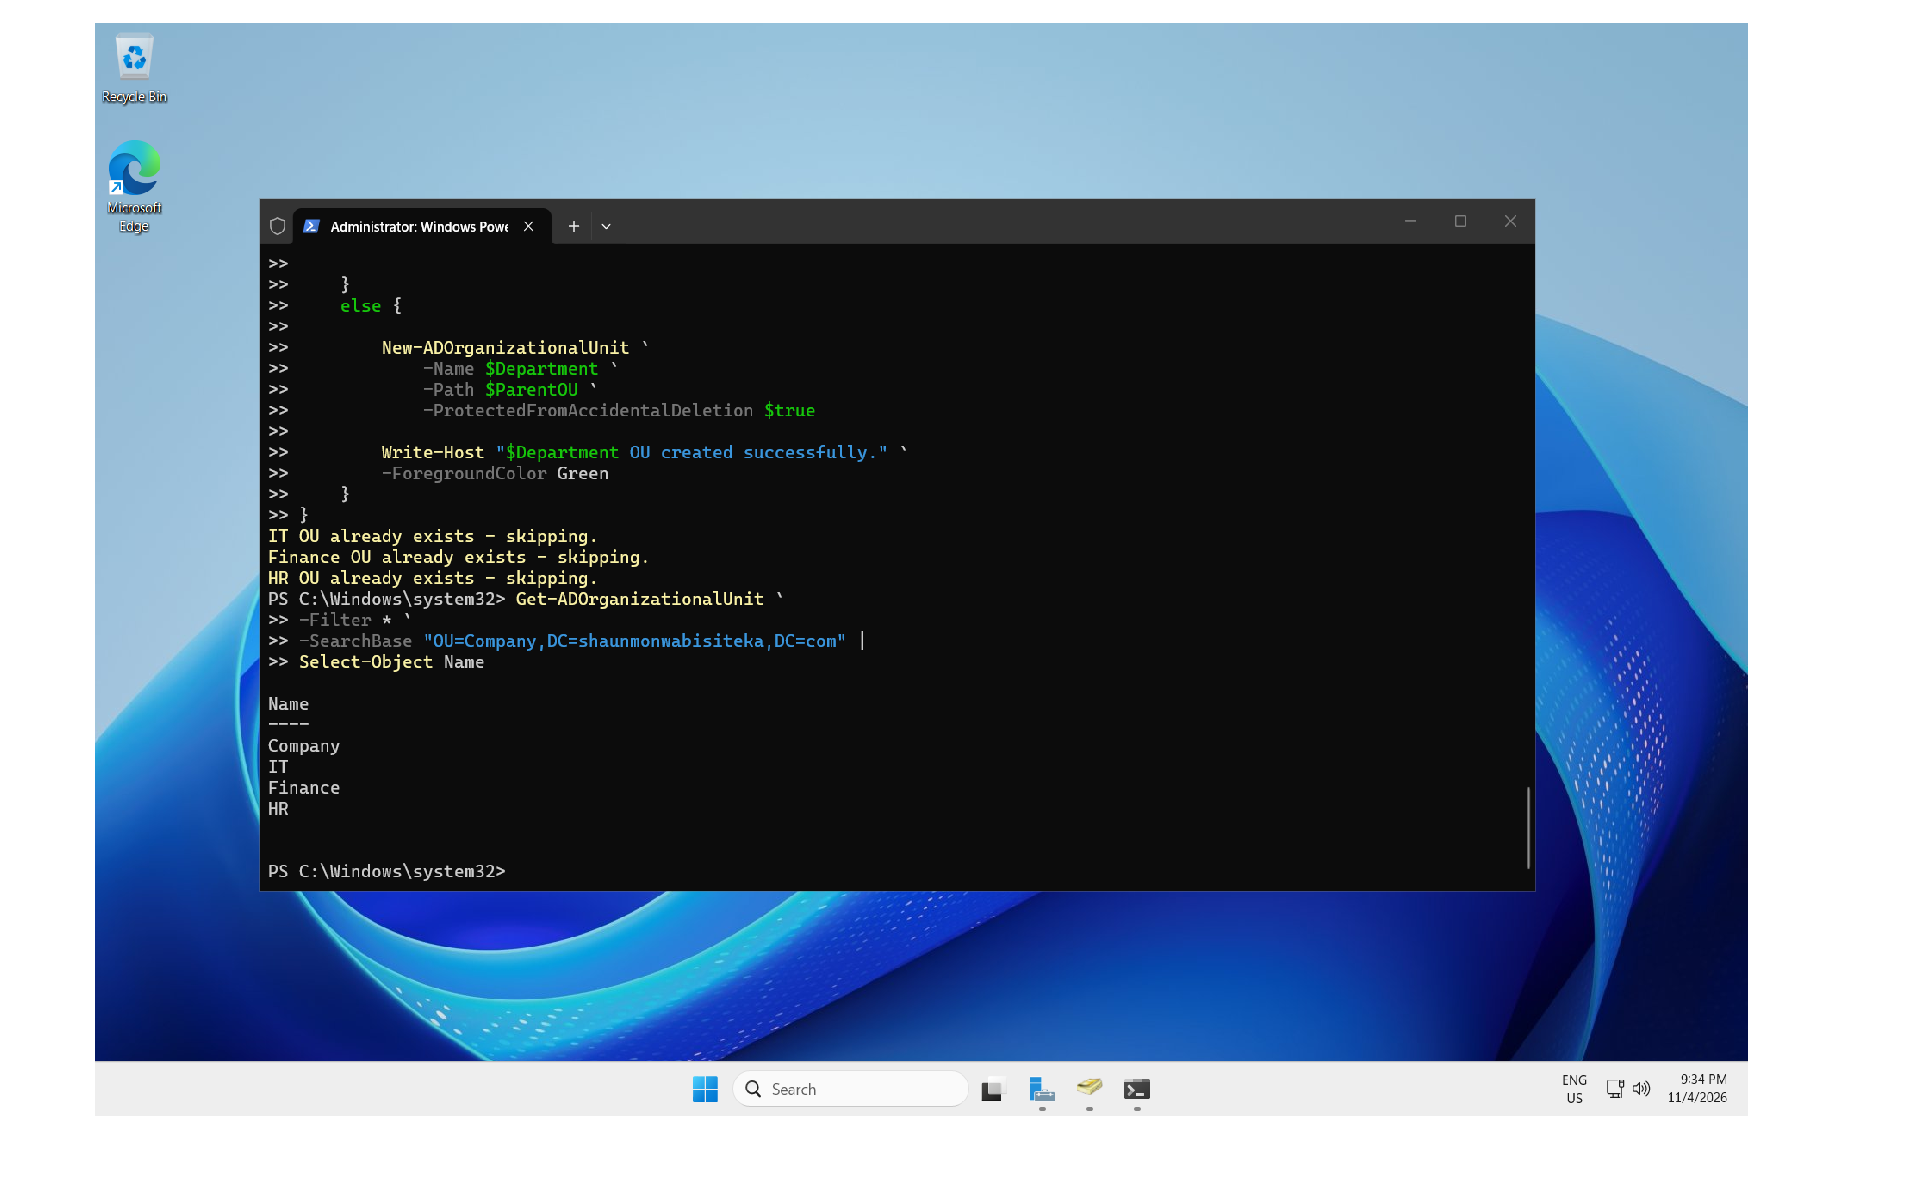 Recycle Bin
Microsoft
Edge
Administrator: Windows Powe
>>
>>     }
>>     else {
>>
>>         New-ADOrganizationalUnit `
>>             -Name $Department `
>>             -Path $ParentOU `
>>             -ProtectedFromAccidentalDeletion $true
>>
>>         Write-Host "$Department OU created successfully." `
>>         -ForegroundColor Green
>>     }
>> }
IT OU already exists - skipping.
Finance OU already exists - skipping.
HR OU already exists - skipping.
PS C:\Windows\system32> Get-ADOrganizationalUnit `
>> -Filter * `
>> -SearchBase "OU=Company,DC=shaunmonwabisiteka,DC=com" |
>> Select-Object Name
Name
----
Company
IT
Finance
HR
PS C:\Windows\system32>
Search
ENG
US
9:34 PM
11/4/2026